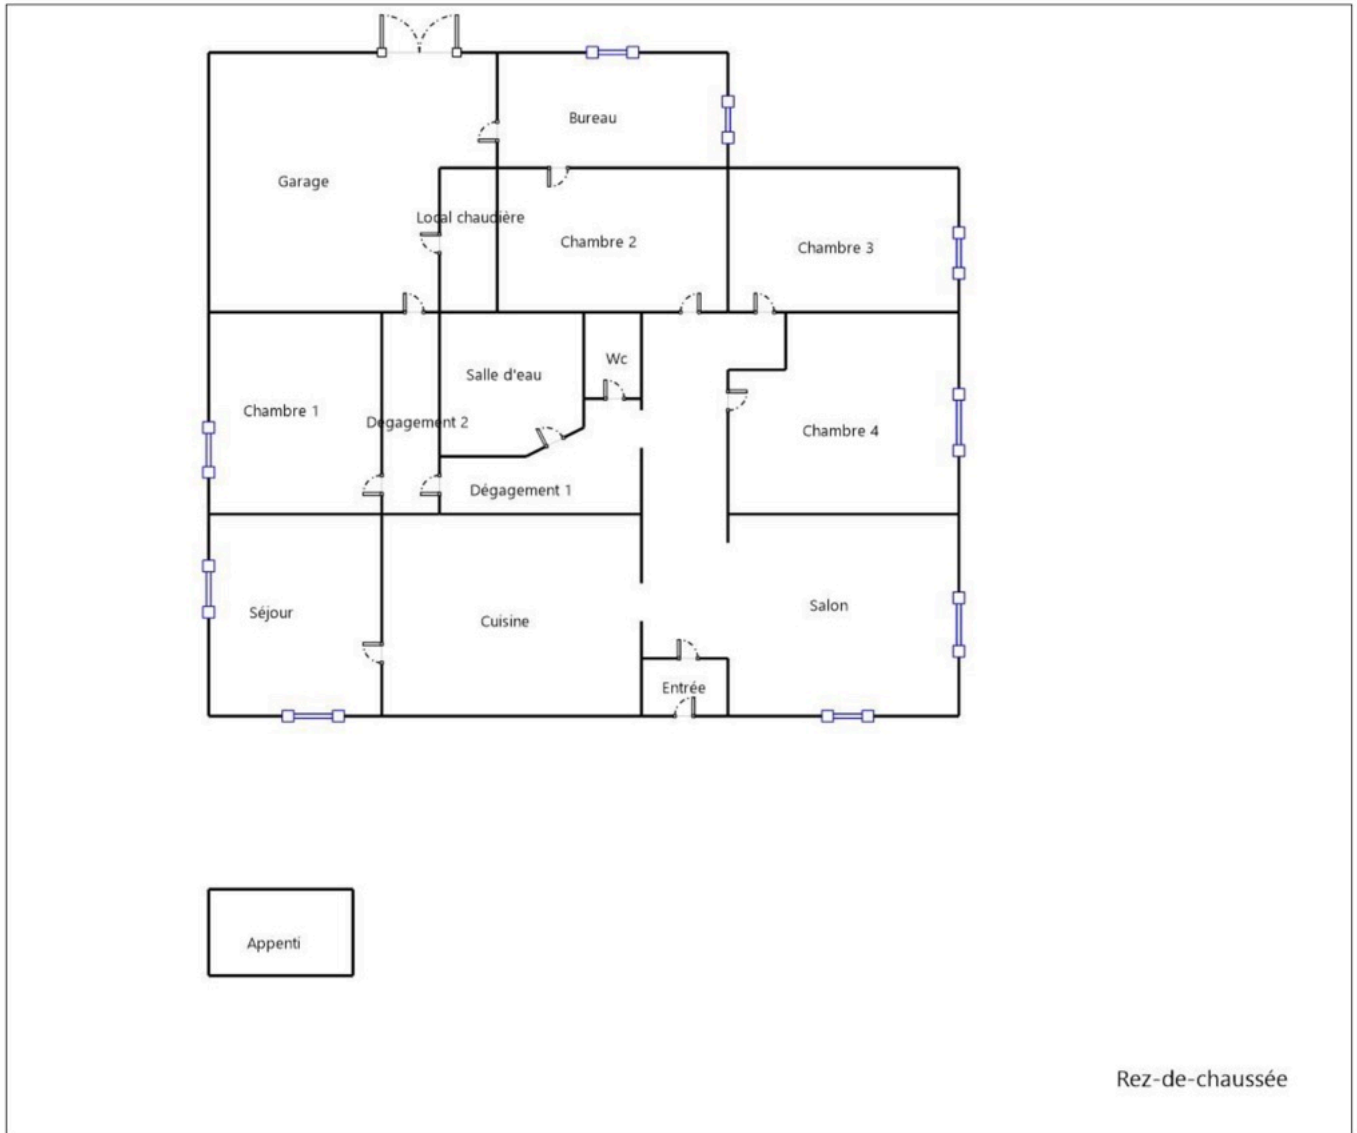 Bureau
Garage
Local chaudière
Chambre 2
Chambre 3
Wc
Salle d'eau
Chambre 1
Dégagement 2
Chambre 4
Dégagement 1
Séjour
Cuisine
Salon
Entrée
Appenti
Rez-de-chaussée